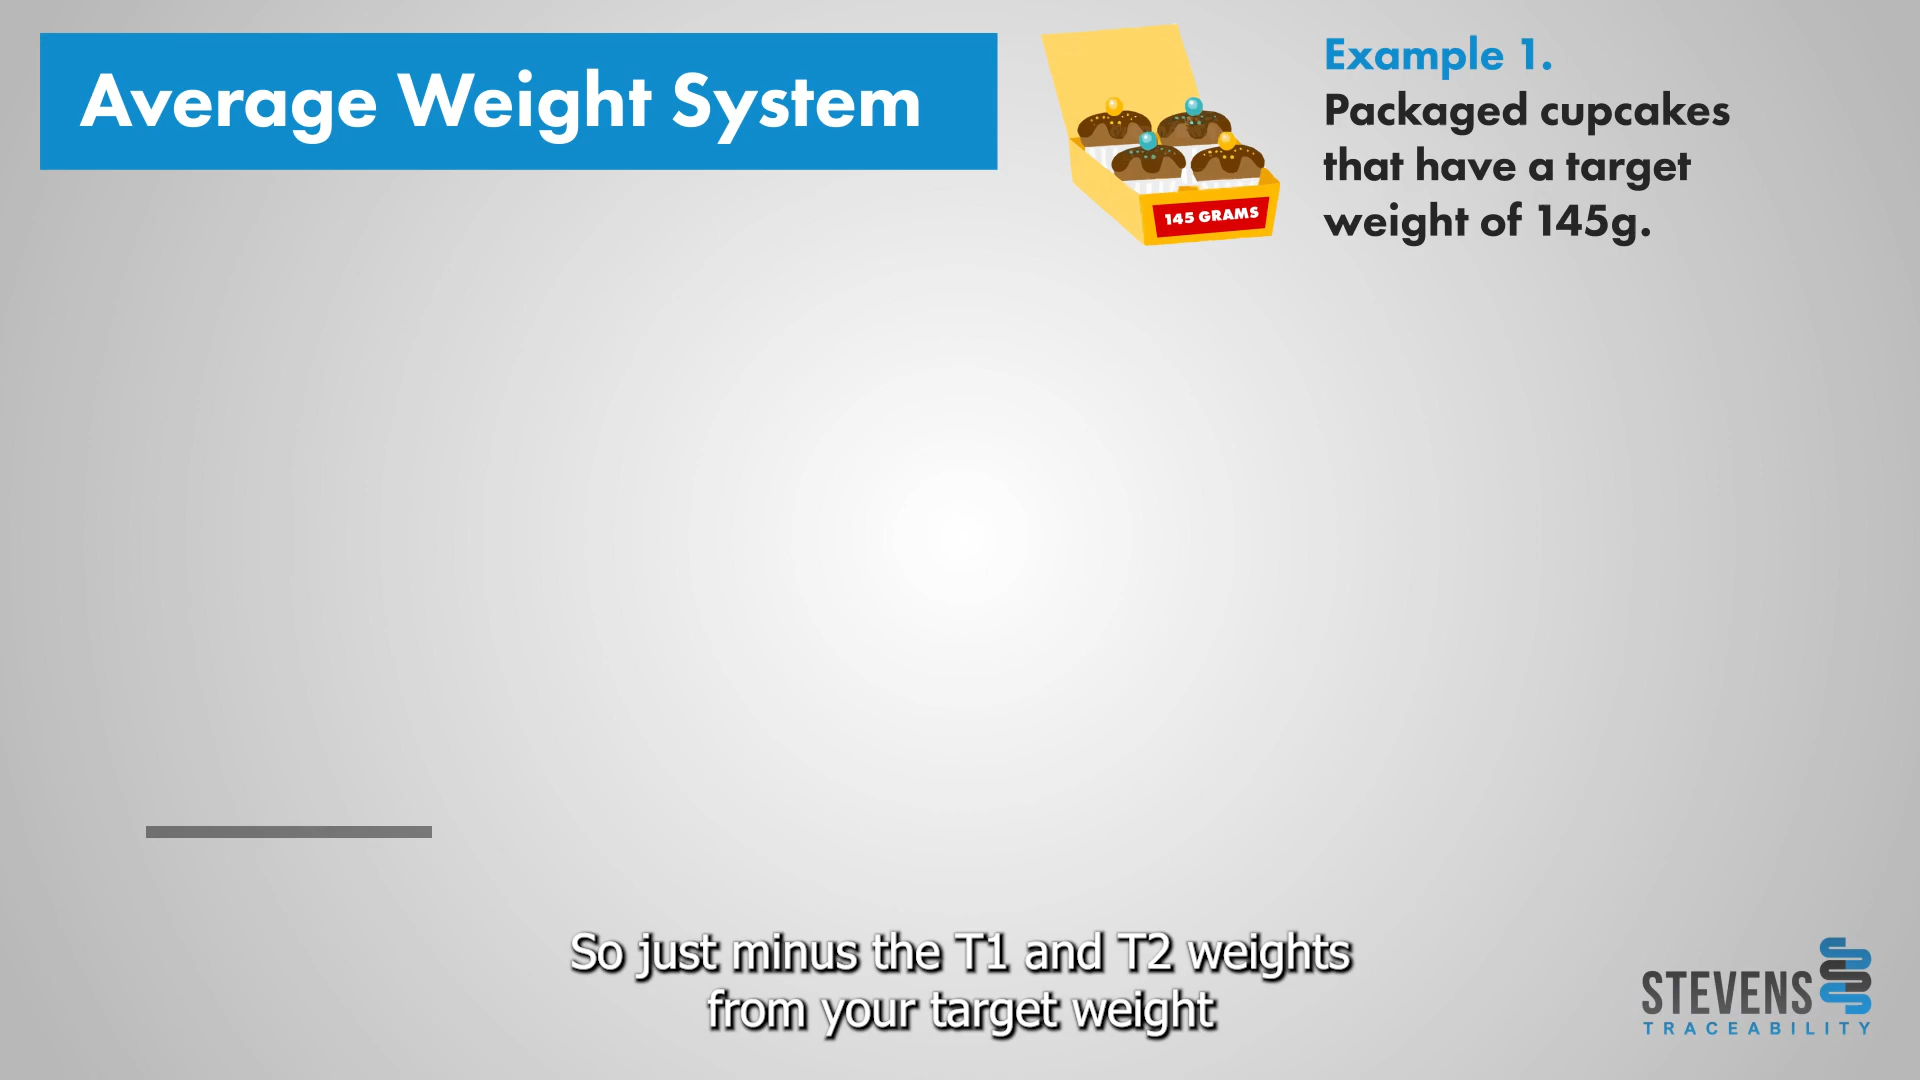 Average Weight System
Example 1.
Packaged cupcakes
that have a target
weight of 145g.
145 GRAMS
So just minus the T1 and T2 weights
from your target weight
STEVENS
TRACEABILITY